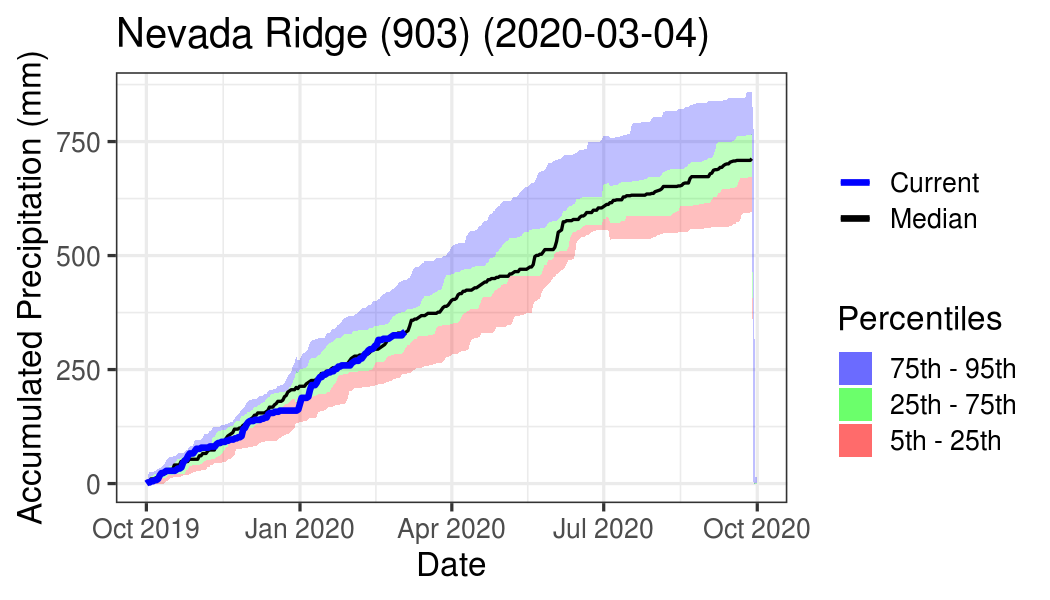 Nevada Ridge (903) (2020-03-04)
Accumulated Precipitation (mm)
750
500
250
0
Oct 2019
Jan 2020
Apr 2020
Jul 2020
Oct 2020
Date
Current
Median
Percentiles
75th - 95th
25th - 75th
5th - 25th